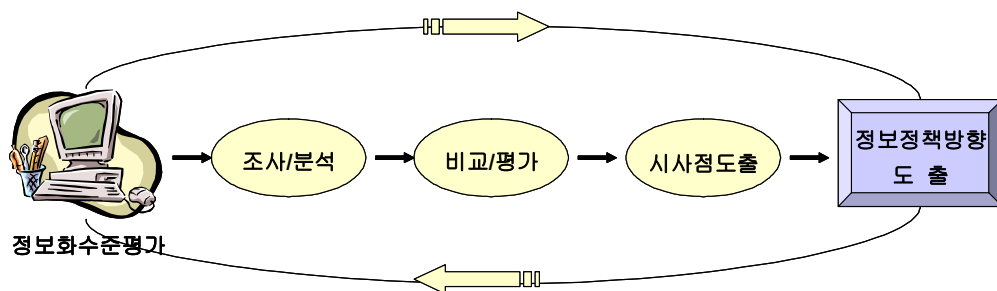 정보화수준평가
조사/분석
비교/평가
시사점도출
정보정책방향
도 출